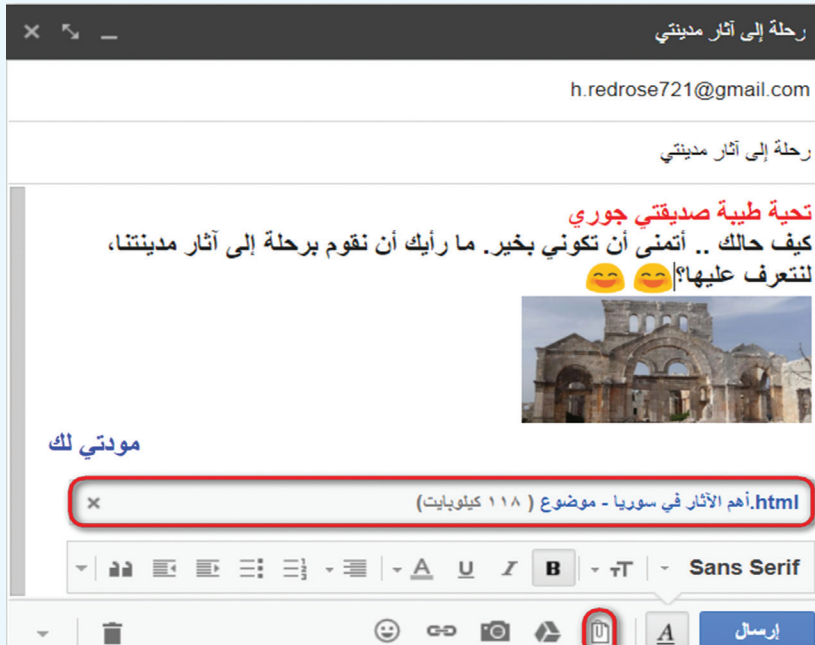 رحلة إلى آثار مدينتي
h.redrose721@gmail.com
رحلة إلى آثار مدينتي
تحية طيبة صديقتي جوري
كيف حالك .. أتمنى أن تكوني بخير. ما رأيك أن نقوم برحلة إلى آثار مدينتنا،
لنتعرف عليها؟
مودتي لك
أهم الآثار في سوريا - موضوع.html (١١٨ كيلوبايت)
Sans Serif
إرسال